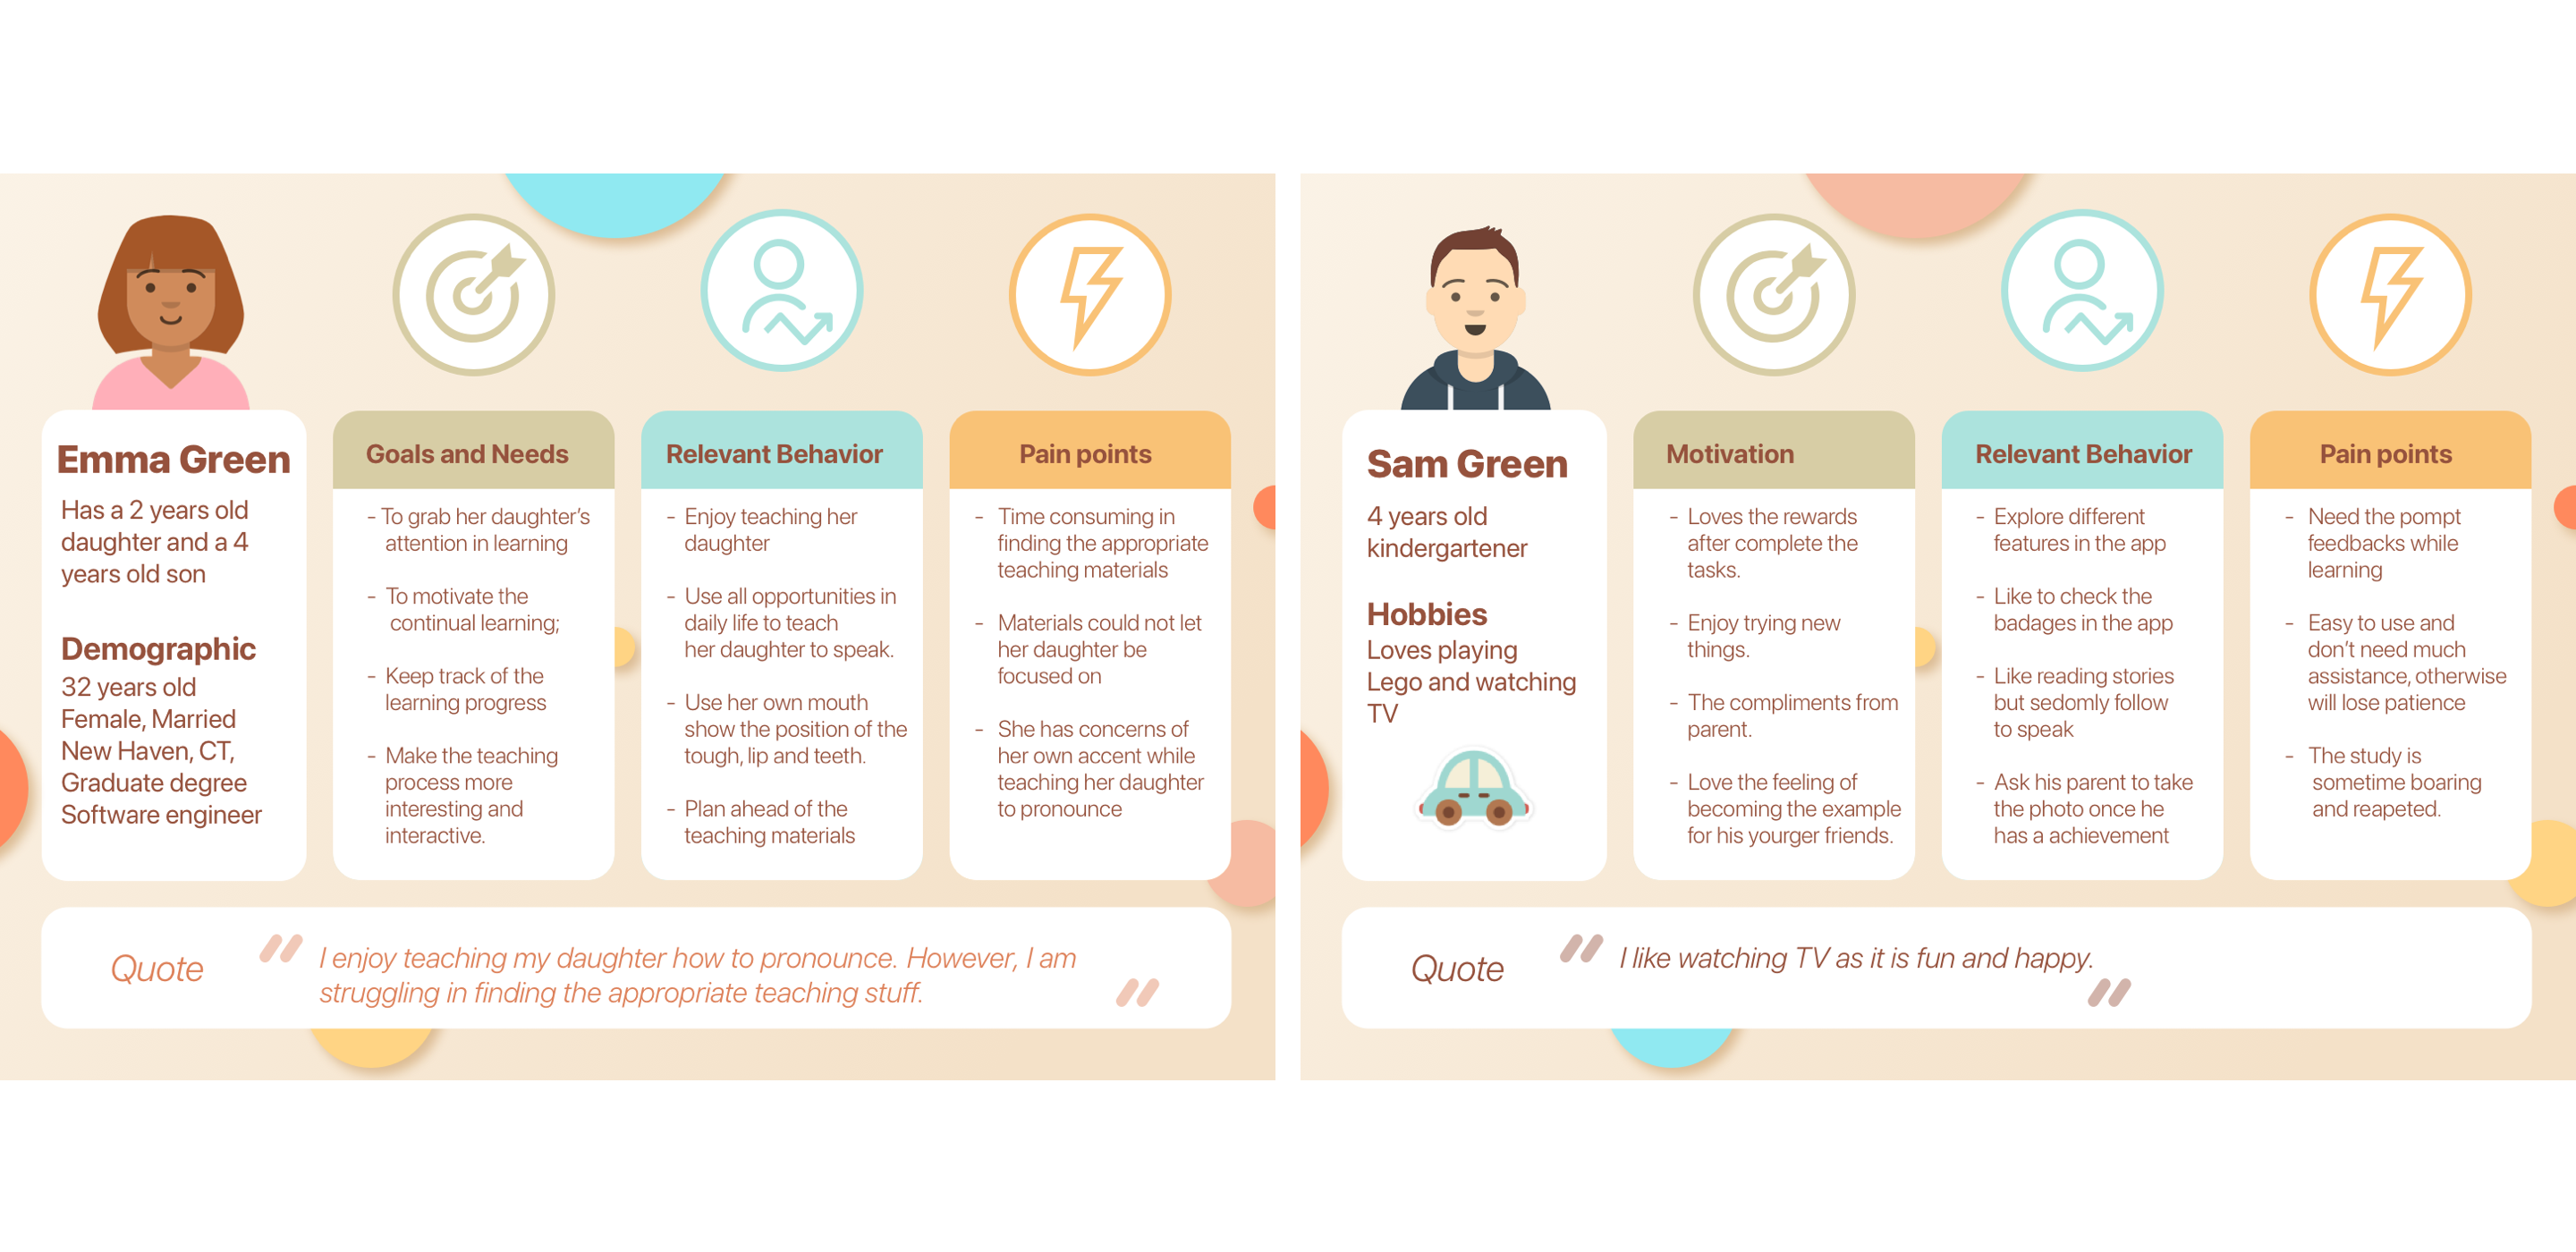 Emma Green
Has a 2 years old
daughter and a 4
years old son
Demographic
32 years old
Female, Married
New Haven, CT,
Graduate degree
Software engineer
Goals and Needs
- To grab her daughter's
attention in learning
- To motivate the
continual learning;
- Keep track of the
learning progress
- Make the teaching
process more
interesting and
interactive.
Relevant Behavior
- Enjoy teaching her
daughter
- Use all opportunities in
daily life to teach
her daughter to speak.
- Use her own mouth
show the position of the
tough, lip and teeth.
- Plan ahead of the
teaching materials
Pain points
- Time consuming in
finding the appropriate
teaching materials
- Materials could not let
her daughter be
focused on
- She has concerns of
her own accent while
teaching her daughter
to pronounce
Quote
" I enjoy teaching my daughter how to pronounce. However, I am
struggling in finding the appropriate teaching stuff. "
Sam Green
4 years old
kindergartener
Hobbies
Loves playing
Lego and watching
TV
Motivation
- Loves the rewards
after complete the
tasks.
- Enjoy trying new
things.
- The compliments from
parent.
- Love the feeling of
becoming the example
for his yourger friends.
Relevant Behavior
- Explore different
features in the app
- Like to check the
badages in the app
- Like reading stories
but sedomly follow
to speak
- Ask his parent to take
the photo once he
has a achievement
Pain points
- Need the pompt
feedbacks while
learning
- Easy to use and
don't need much
assistance, otherwise
will lose patience
- The study is
sometime boaring
and reapeted.
Quote
" I like watching TV as it is fun and happy. "